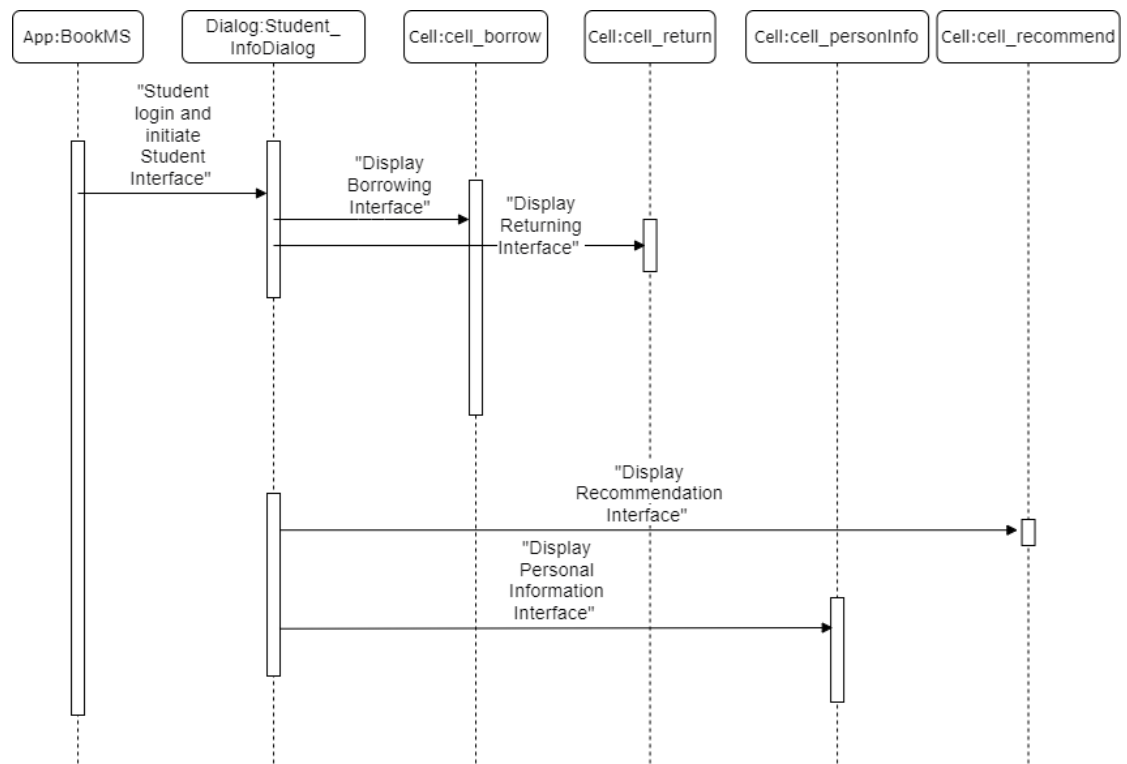 App:BookMS
Dialog:Student_
InfoDialog
Cell:cell_borrow
Cell:cell_return
Cell:cell_personInfo
Cell:cell_recommend
"Student
login and
initiate
Student
Interface"
"Display
Borrowing
Interface"
"Display
Returning
Interface"
"Display
Recommendation
Interface"
"Display
Personal
Information
Interface"